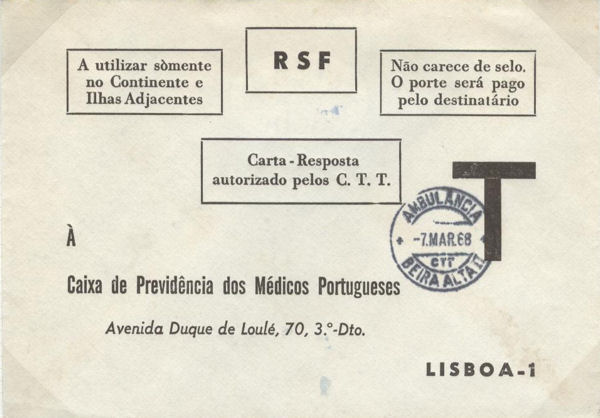 R S F
A utilizar sòmente
no Continente e
Ilhas Adjacentes
Não carece de selo.
O porte será pago
pelo destinatário
Carta-Resposta
autorizado pelos C. T. T.
T
AMBULÂNCIA
-7.MAR.68
CTT
BEIRA ALTA II
À
Caixa de Previdência dos Médicos Portugueses
Avenida Duque de Loulé, 70, 3.º-Dto.
LISBOA-1